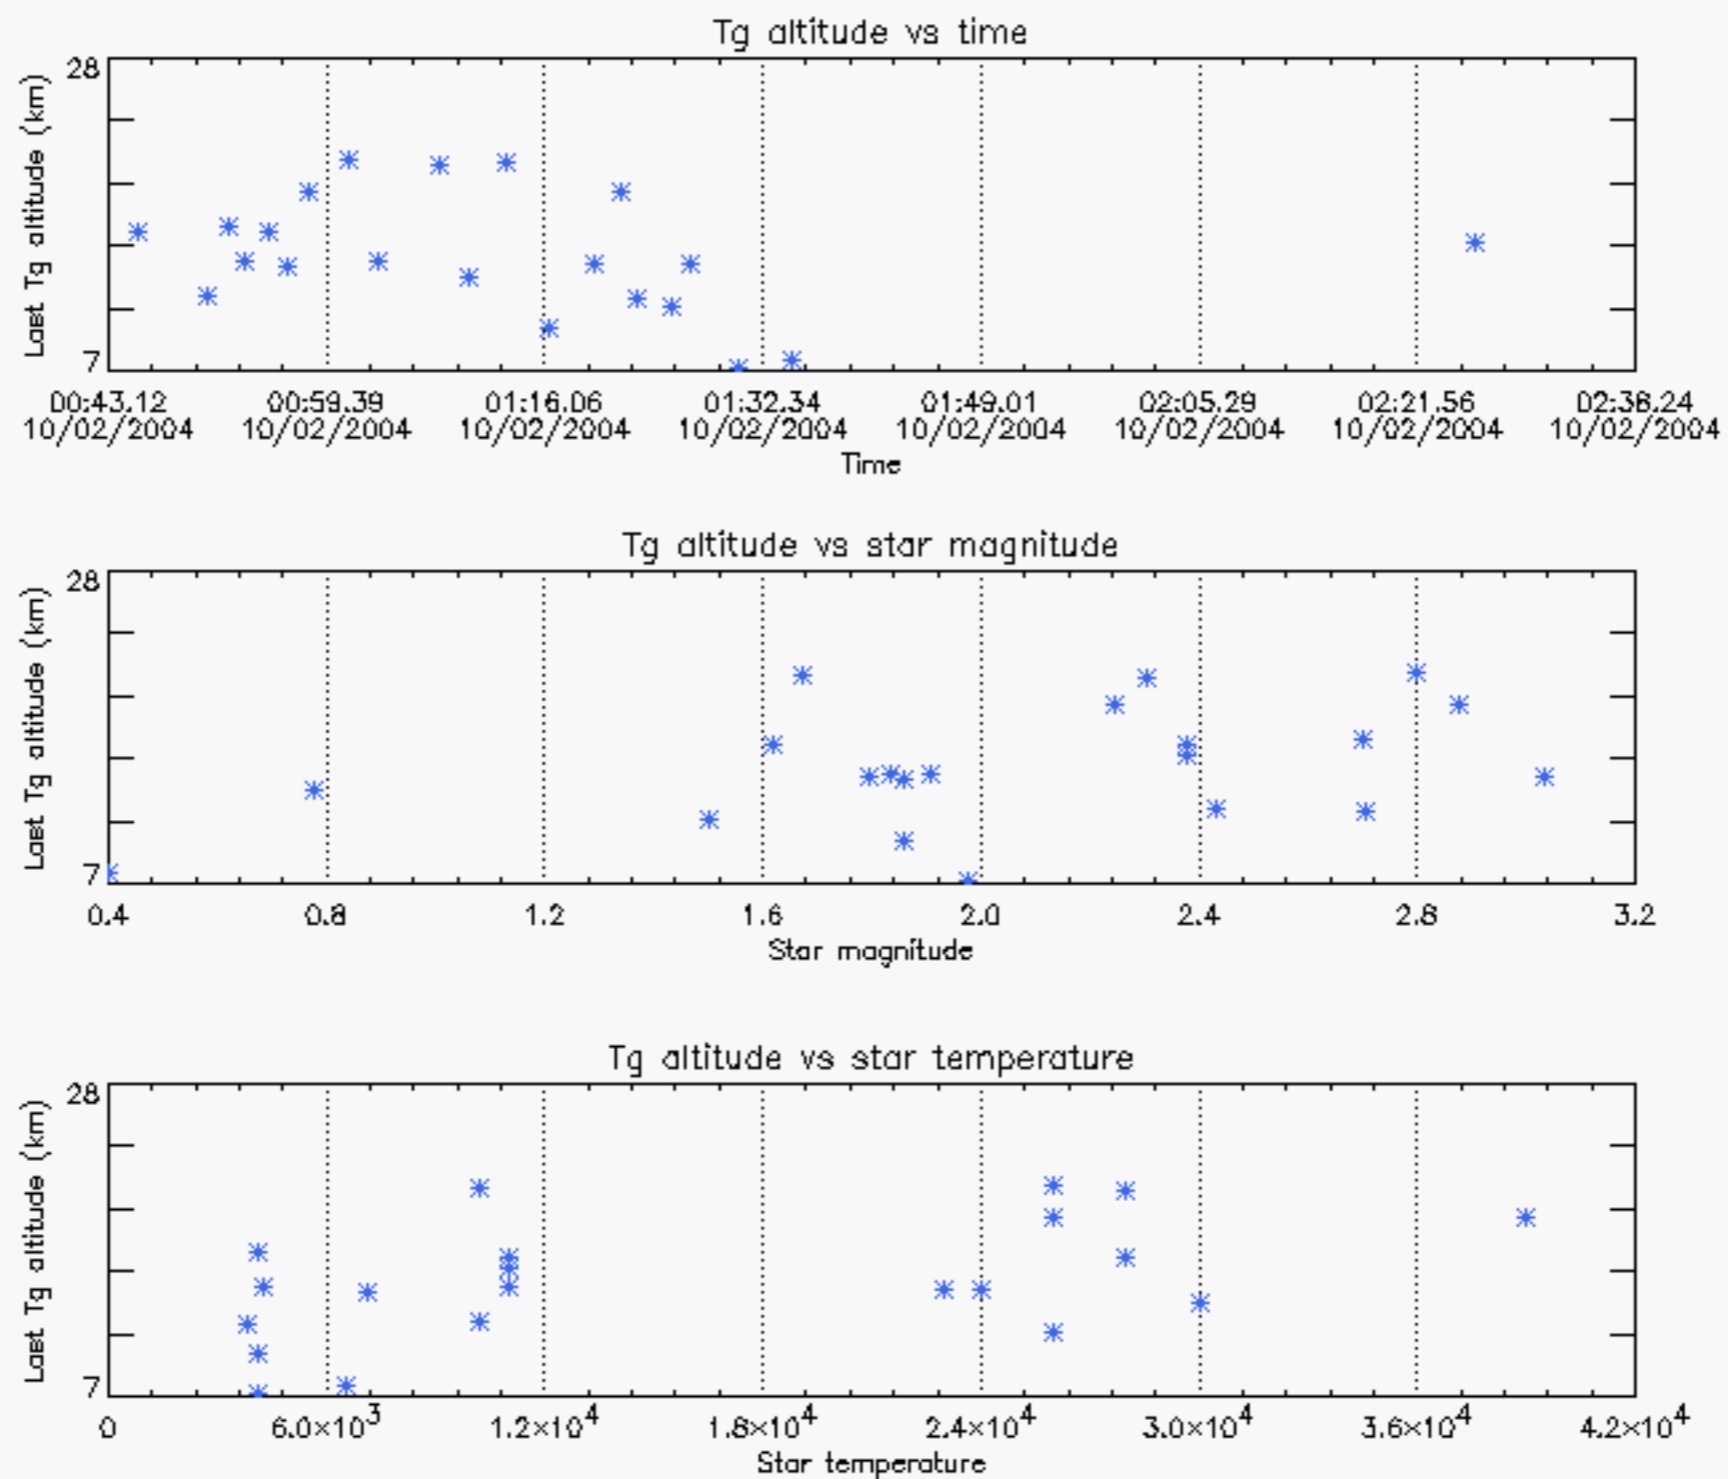 Tg altitude vs time
28
Last Tg altitude (km)
7
00:43.12 00:59.39 01:16.06 01:32.34 01:49.01 02:05.29 02:21.56 02:38.24
10/02/2004 10/02/2004 10/02/2004 10/02/2004 10/02/2004 10/02/2004 10/02/2004 10/02/2004
Time
Tg altitude vs star magnitude
28
Last Tg altitude (km)
7
0.4 0.8 1.2 1.6 2.0 2.4 2.8 3.2
Star magnitude
Tg altitude vs star temperature
28
Last Tg altitude (km)
7
0 6.0×10³ 1.2×10⁴ 1.8×10⁴ 2.4×10⁴ 3.0×10⁴ 3.6×10⁴ 4.2×10⁴
Star temperature